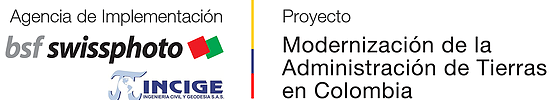 Agencia de Implementación
bsf swissphoto
INCIGE
INGENIERÍA CIVIL Y GEODESIA S.A.S.
Proyecto
Modernización de la
Administración de Tierras
en Colombia